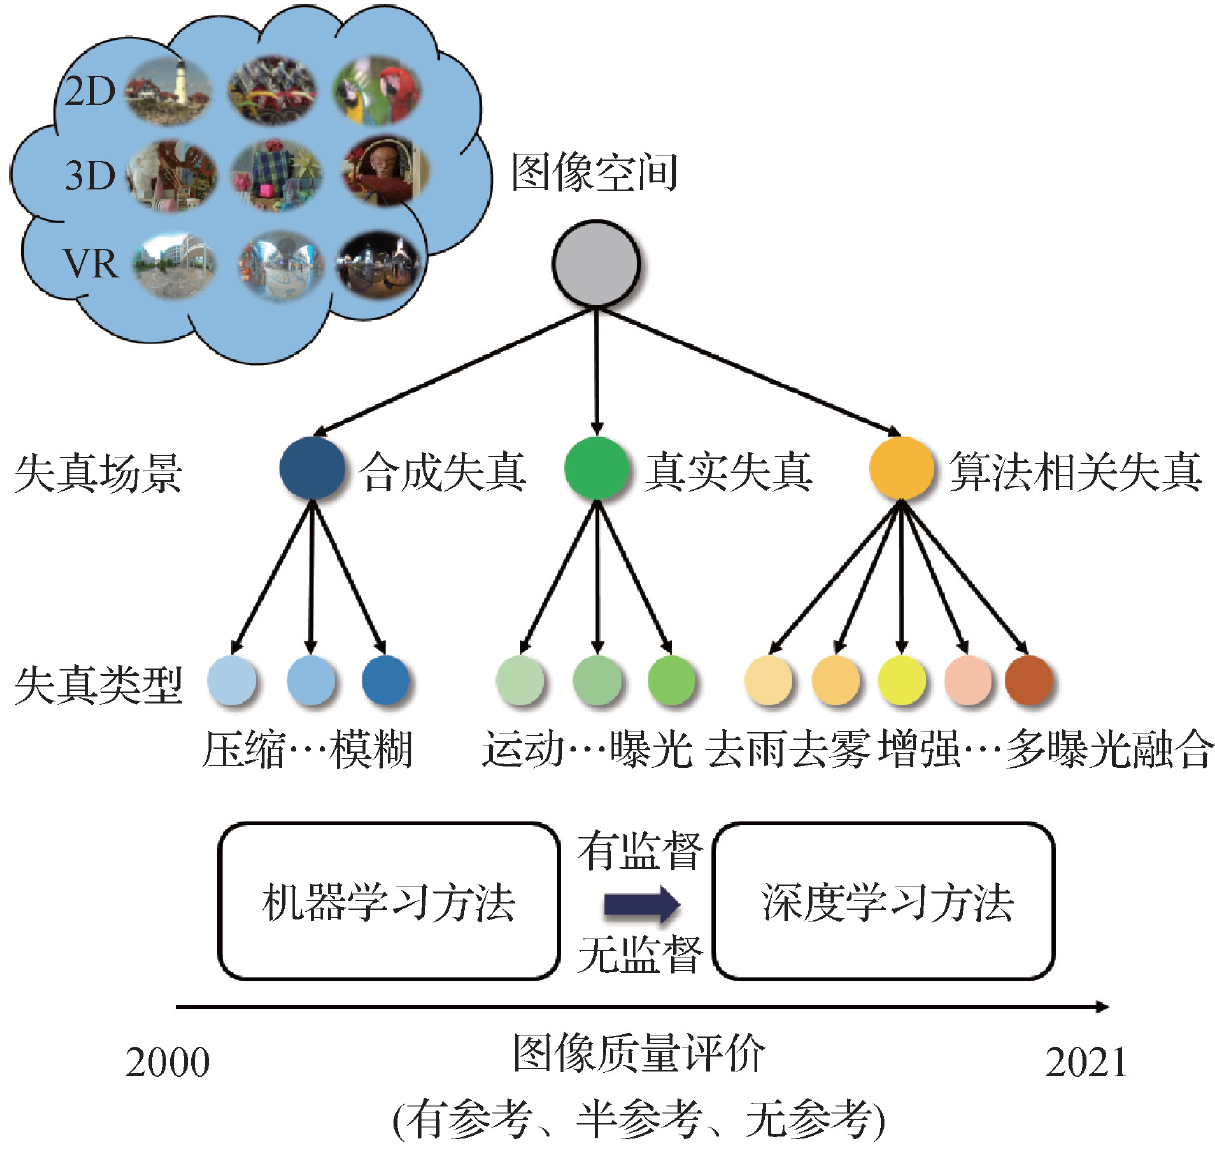 2D
3D
VR
图像空间
失真场景 合成失真 真实失真 算法相关失真
失真类型
压缩…模糊 运动…曝光 去雨去雾 增强…多曝光融合
机器学习方法 有监督 无监督 深度学习方法
2000 图像质量评价 2021
(有参考、半参考、无参考)